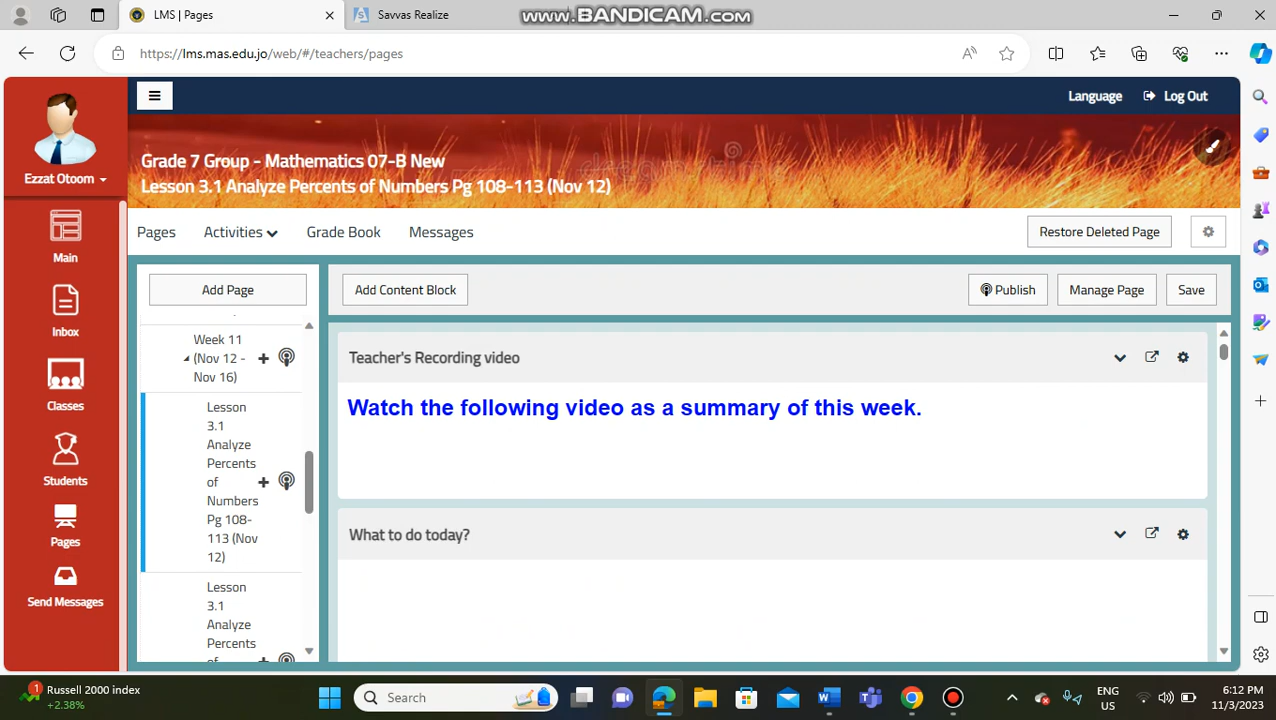 LMS | Pages
Savvas Realize
www.BANDICAM.com
https://lms.mas.edu.jo/web/#/teachers/pages
Language
Log Out
Ezzat Otoom
Grade 7 Group - Mathematics 07-B New
Lesson 3.1 Analyze Percents of Numbers Pg 108-113 (Nov 12)
Pages
Activities
Grade Book
Messages
Restore Deleted Page
Main
Inbox
Classes
Students
Pages
Send Messages
Add Page
Week 11
(Nov 12 -
Nov 16)
Lesson
3.1
Analyze
Percents
of
Numbers
Pg 108-
113 (Nov
12)
Lesson
3.1
Analyze
Percents
of
Add Content Block
Publish
Manage Page
Save
Teacher's Recording video
Watch the following video as a summary of this week.
What to do today?
1
Russell 2000 index
+2.38%
Search
ENG
US
6:12 PM
11/3/2023